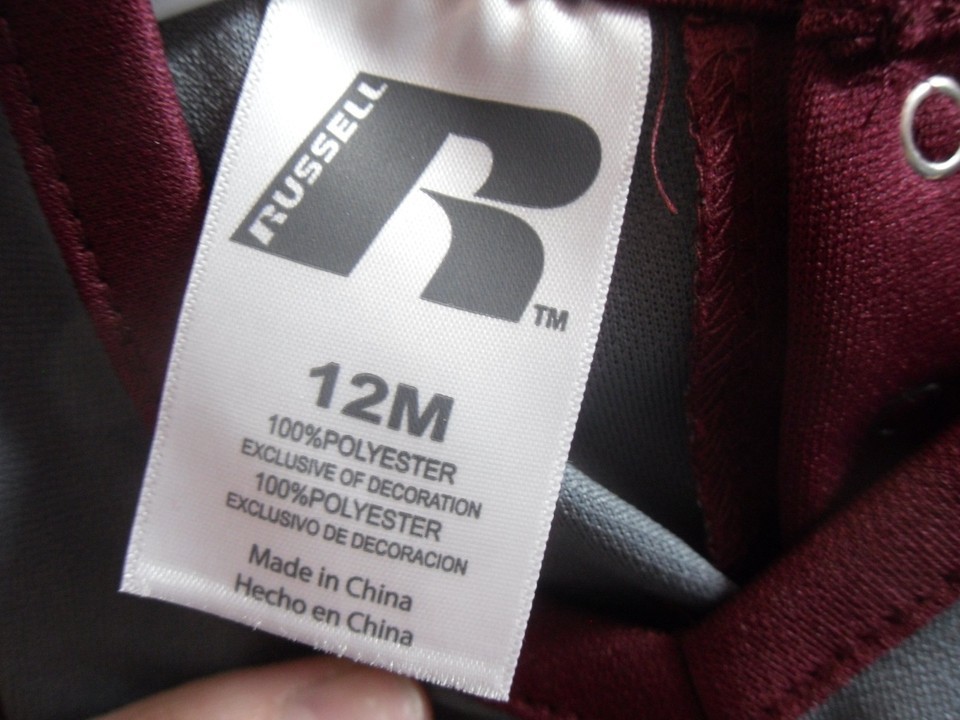 RUSSELL
R
TM
12M
100%POLYESTER
EXCLUSIVE OF DECORATION
100%POLYESTER
EXCLUSIVO DE DECORACION
Made in China
Hecho en China